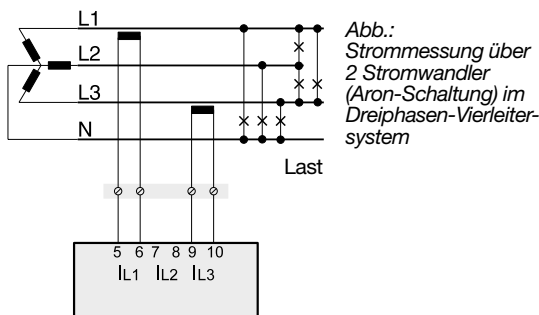 L1
L2
L3
N
Last
Abb.:
Strommessung über
2 Stromwandler
(Aron-Schaltung) im
Dreiphasen-Vierleiter-
system
5 6 7 8 9 10
IL1 IL2 IL3